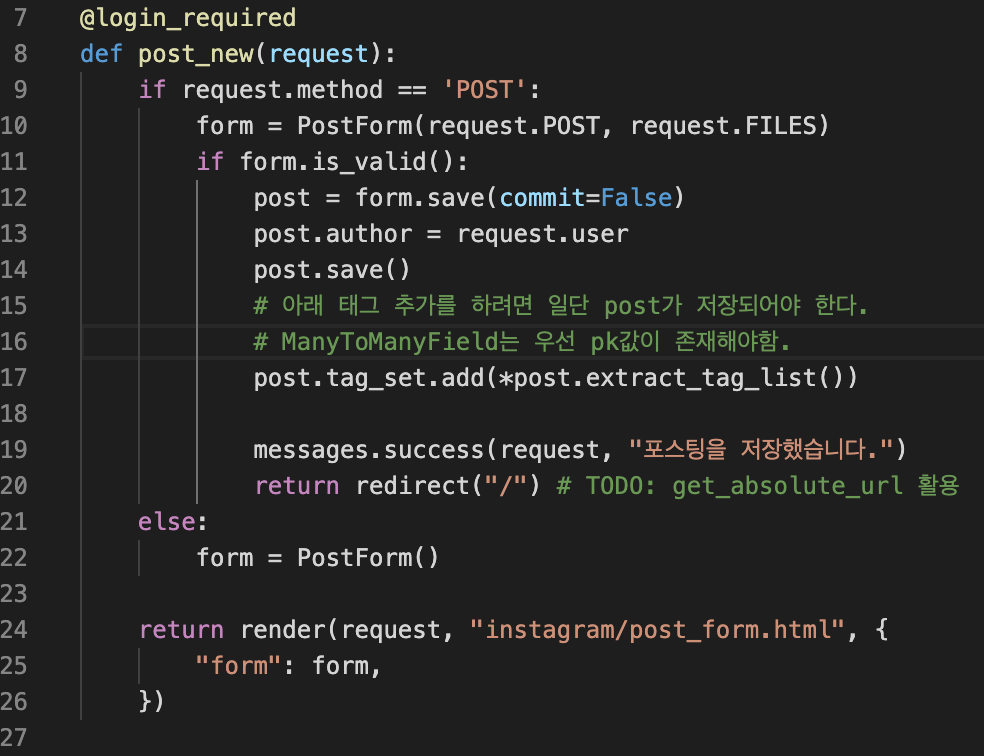 7 @login_required
8 def post_new(request):
9 if request.method == 'POST':
10 form = PostForm(request.POST, request.FILES)
11 if form.is_valid():
12 post = form.save(commit=False)
13 post.author = request.user
14 post.save()
15 # 아래 태그 추가를 하려면 일단 post가 저장되어야 한다.
16 # ManyToManyField는 우선 pk값이 존재해야함.
17 post.tag_set.add(*post.extract_tag_list())
18
19 messages.success(request, "포스팅을 저장했습니다.")
20 return redirect("/") # TODO: get_absolute_url 활용
21 else:
22 form = PostForm()
23
24 return render(request, "instagram/post_form.html", {
25 "form": form,
26 })
27